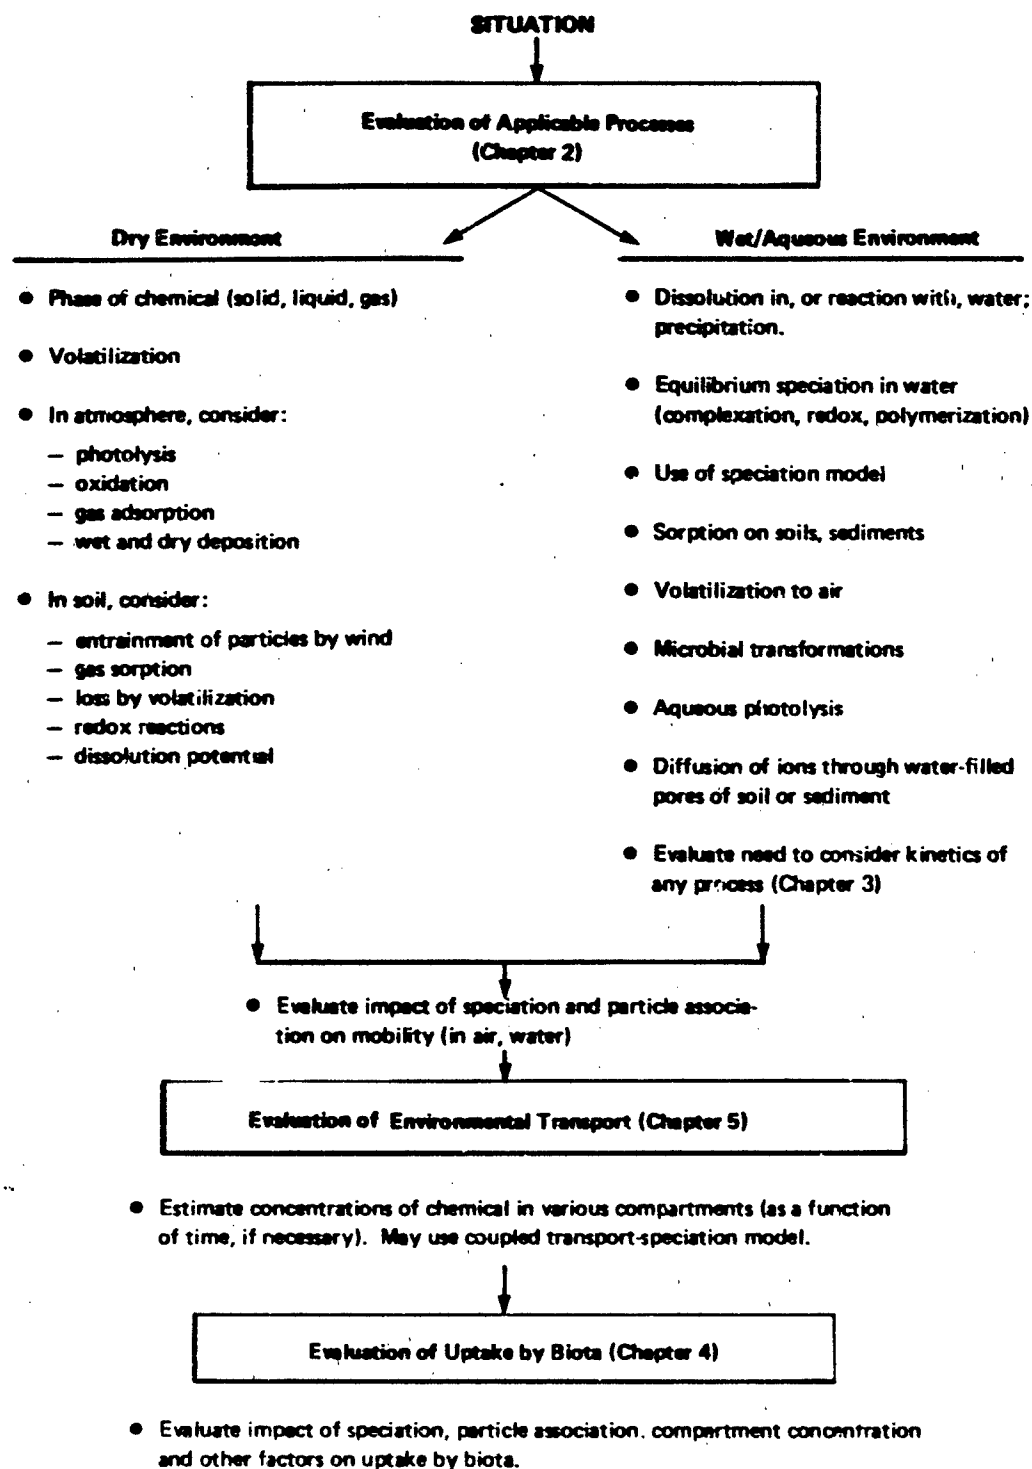 SITUATION
Evaluation of Applicable Processes
(Chapter 2)
Dry Environment
● Phase of chemical (solid, liquid, gas)
● Volatilization
● In atmosphere, consider:
– photolysis
– oxidation
– gas adsorption
– wet and dry deposition
● In soil, consider:
– entrainment of particles by wind
– gas sorption
– loss by volatilization
– redox reactions
– dissolution potential
Wet/Aqueous Environment
● Dissolution in, or reaction with, water;
precipitation.
● Equilibrium speciation in water
(complexation, redox, polymerization)
● Use of speciation model
● Sorption on soils, sediments
● Volatilization to air
● Microbial transformations
● Aqueous photolysis
● Diffusion of ions through water-filled
pores of soil or sediment
● Evaluate need to consider kinetics of
any process (Chapter 3)
● Evaluate impact of speciation and particle associa-
tion on mobility (in air, water)
Evaluation of Environmental Transport (Chapter 5)
● Estimate concentrations of chemical in various compartments (as a function
of time, if necessary). May use coupled transport-speciation model.
Evaluation of Uptake by Biota (Chapter 4)
● Evaluate impact of speciation, particle association, compartment concentration
and other factors on uptake by biota.